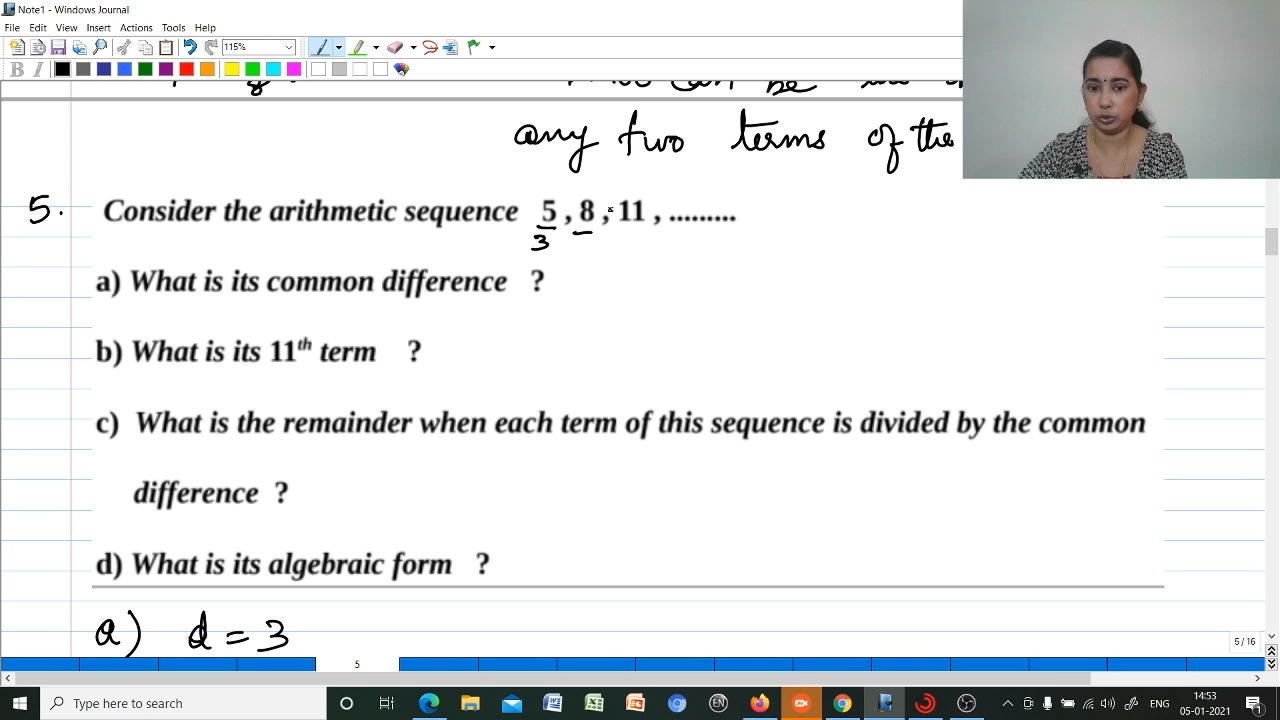 Note1 - Windows Journal
File Edit View Insert Actions Tools Help
115%
B I
can be
any two terms of the
5. Consider the arithmetic sequence 5 , 8 , 11 , .........
3
a) What is its common difference ?
b) What is its 11th term ?
c) What is the remainder when each term of this sequence is divided by the common
difference ?
d) What is its algebraic form ?
a) d = 3
5 / 16
5
Type here to search
EN
ENG
14:53
05-01-2021